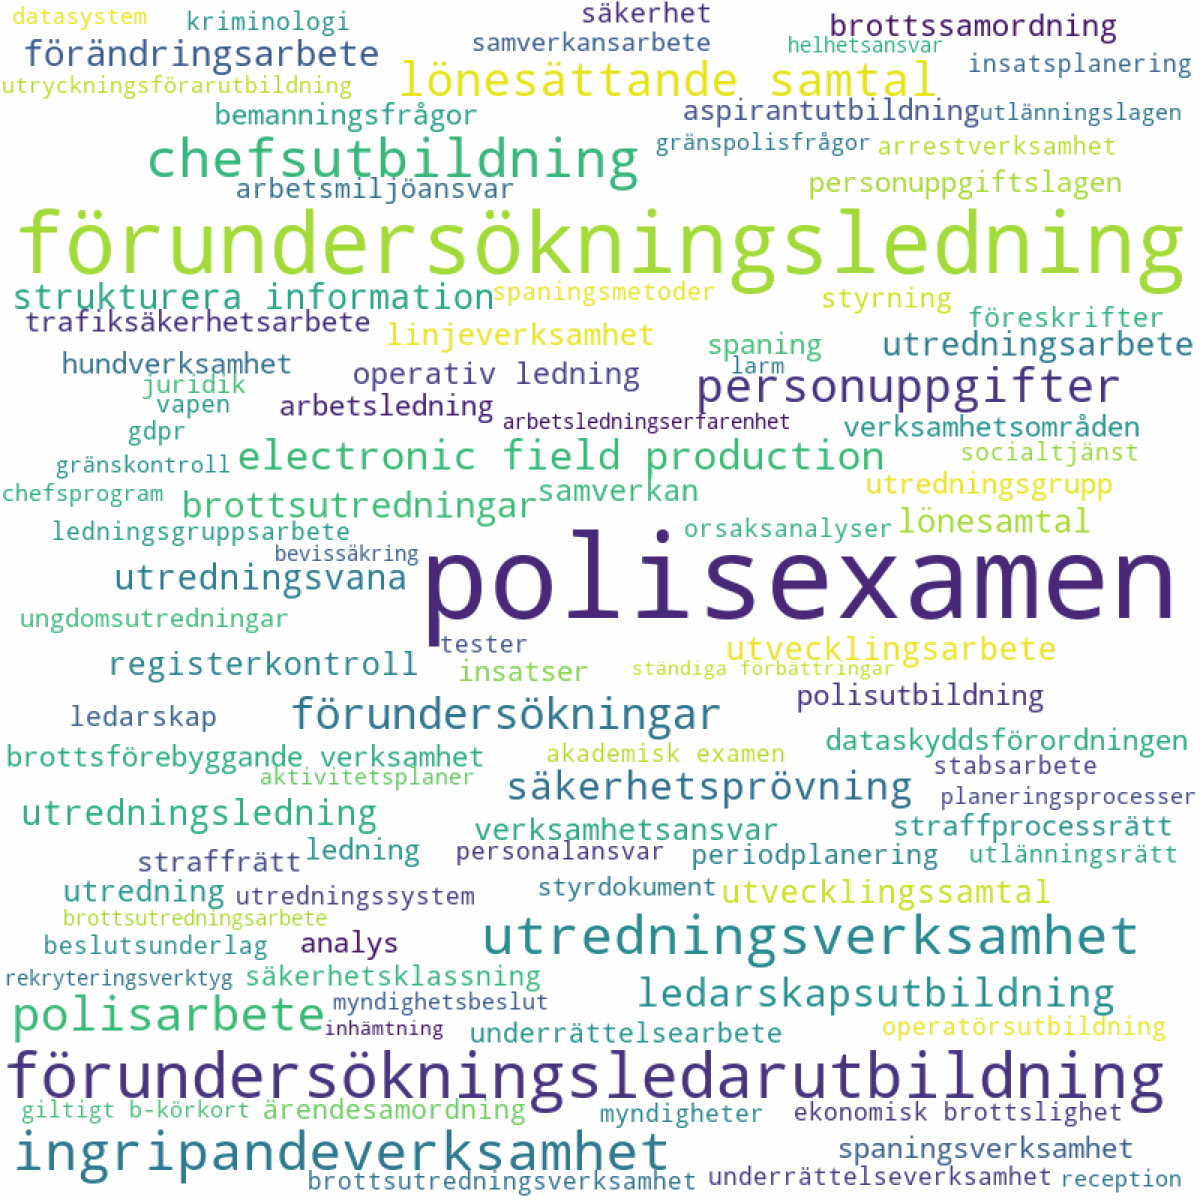 datasystem
kriminologi
säkerhet
brottssamordning
förändringsarbete
samverkansarbete
helhetsansvar
insatsplanering
utryckningsförarutbildning
lönesättande samtal
bemanningsfrågor
aspirantutbildning
utlänningslagen
chefsutbildning
gränspolisfrågor
arrestverksamhet
arbetsmiljöansvar
personuppgiftslagen
förundersökningsledning
strukturera information
spaningsmetoder
styrning
trafiksäkerhetsarbete
linjeverksamhet
föreskrifter
spaning
utredningsarbete
hundverksamhet
operativ ledning
larm
juridik
personuppgifter
vapen
arbetsledning
arbetsledningserfarenhet
gdpr
verksamhetsområden
gränskontroll
electronic field production
socialtjänst
chefsprogram
brottsutredningar
samverkan
utredningsgrupp
ledningsgruppsarbete
orsaksanalyser
lönesamtal
bevissäkring
utredningsvana
polisexamen
ungdomsutredningar
tester
utvecklingsarbete
registerkontroll
insatser
ständiga förbättringar
polisutbildning
ledarskap
förundersökningar
brottsförebyggande verksamhet
akademisk examen
dataskyddsförordningen
aktivitetsplaner
säkerhetsprövning
stabsarbete
planeringsprocesser
utredningsledning
verksamhetsansvar
straffprocessrätt
straffrätt
ledning
personalansvar
periodplanering
utlänningsrätt
utredning
utredningssystem
styrdokument
utvecklingssamtal
brottsutredningsarbete
beslutsunderlag
analys
utredningsverksamhet
rekryteringsverktyg
säkerhetsklassning
ledarskapsutbildning
polisarbete
myndighetsbeslut
inhämtning
underrättelsearbete
operatörsutbildning
förundersökningsledarutbildning
giltigt b-körkort
ärendesamordning
myndigheter
ekonomisk brottslighet
ingripandeverksamhet
spaningsverksamhet
brottsutredningsverksamhet
underrättelseverksamhet
reception